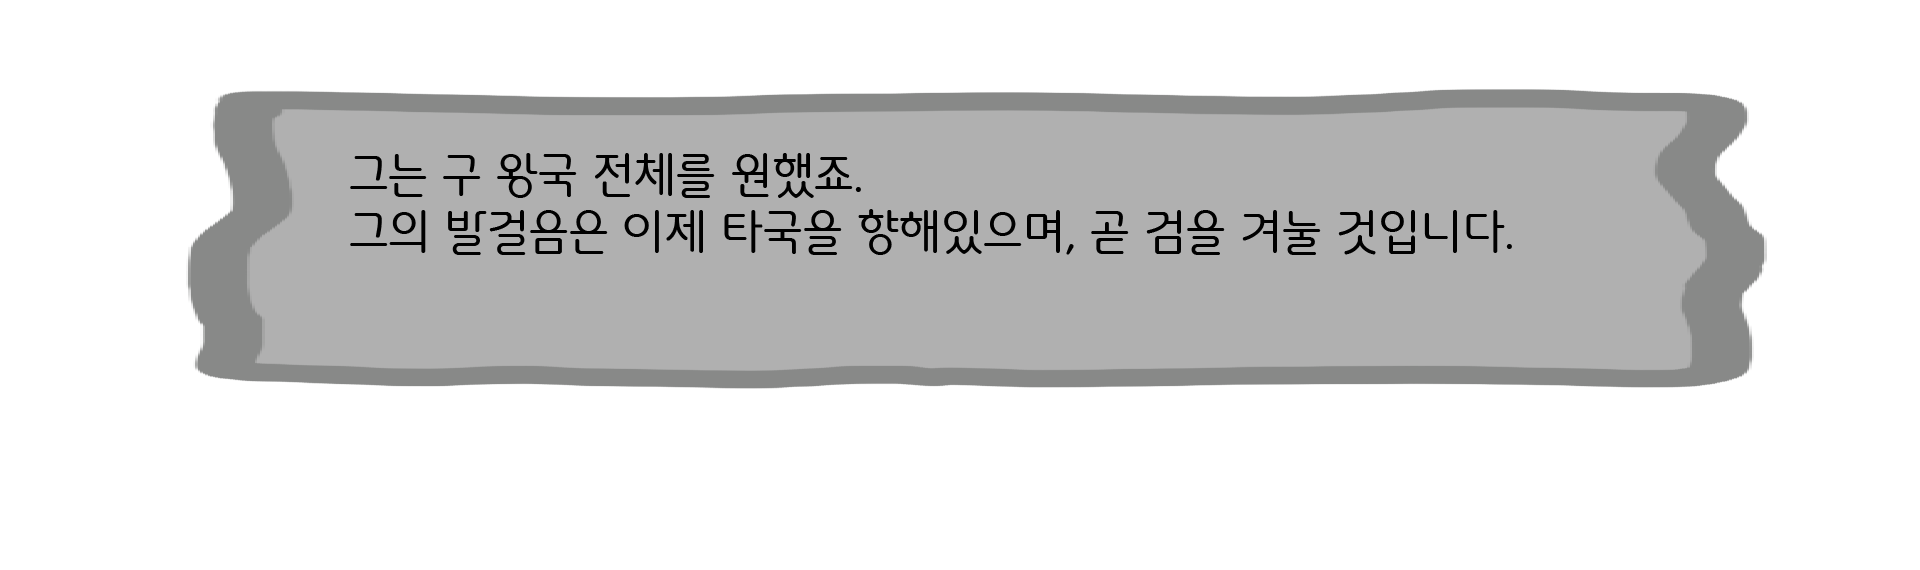 그는 구 왕국 전체를 원했죠.
그의 발걸음은 이제 타국을 향해있으며, 곧 검을 겨눌 것입니다.